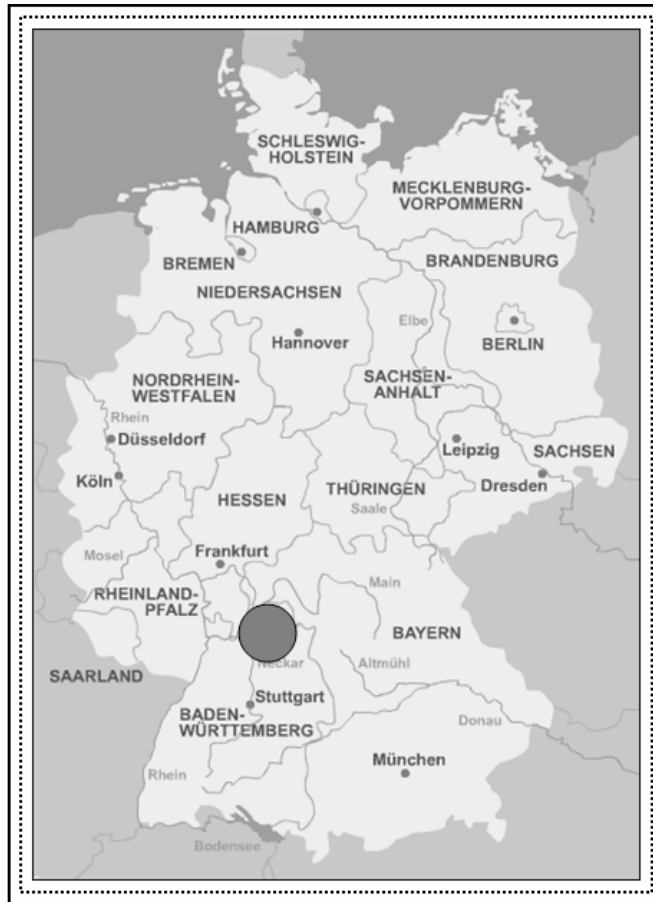 SCHLESWIG-
HOLSTEIN
MECKLENBURG-
VORPOMMERN
HAMBURG
BREMEN
BRANDENBURG
NIEDERSACHSEN
Elbe
Hannover
BERLIN
NORDRHEIN-
WESTFALEN
SACHSEN-
ANHALT
Rhein
Düsseldorf
Leipzig
SACHSEN
Köln
HESSEN
THÜRINGEN
Dresden
Saale
Mosel
Frankfurt
Main
RHEINLAND-
PFALZ
BAYERN
Neckar
Altmühl
SAARLAND
Stuttgart
BADEN-
WÜRTTEMBERG
Donau
München
Rhein
Bodensee